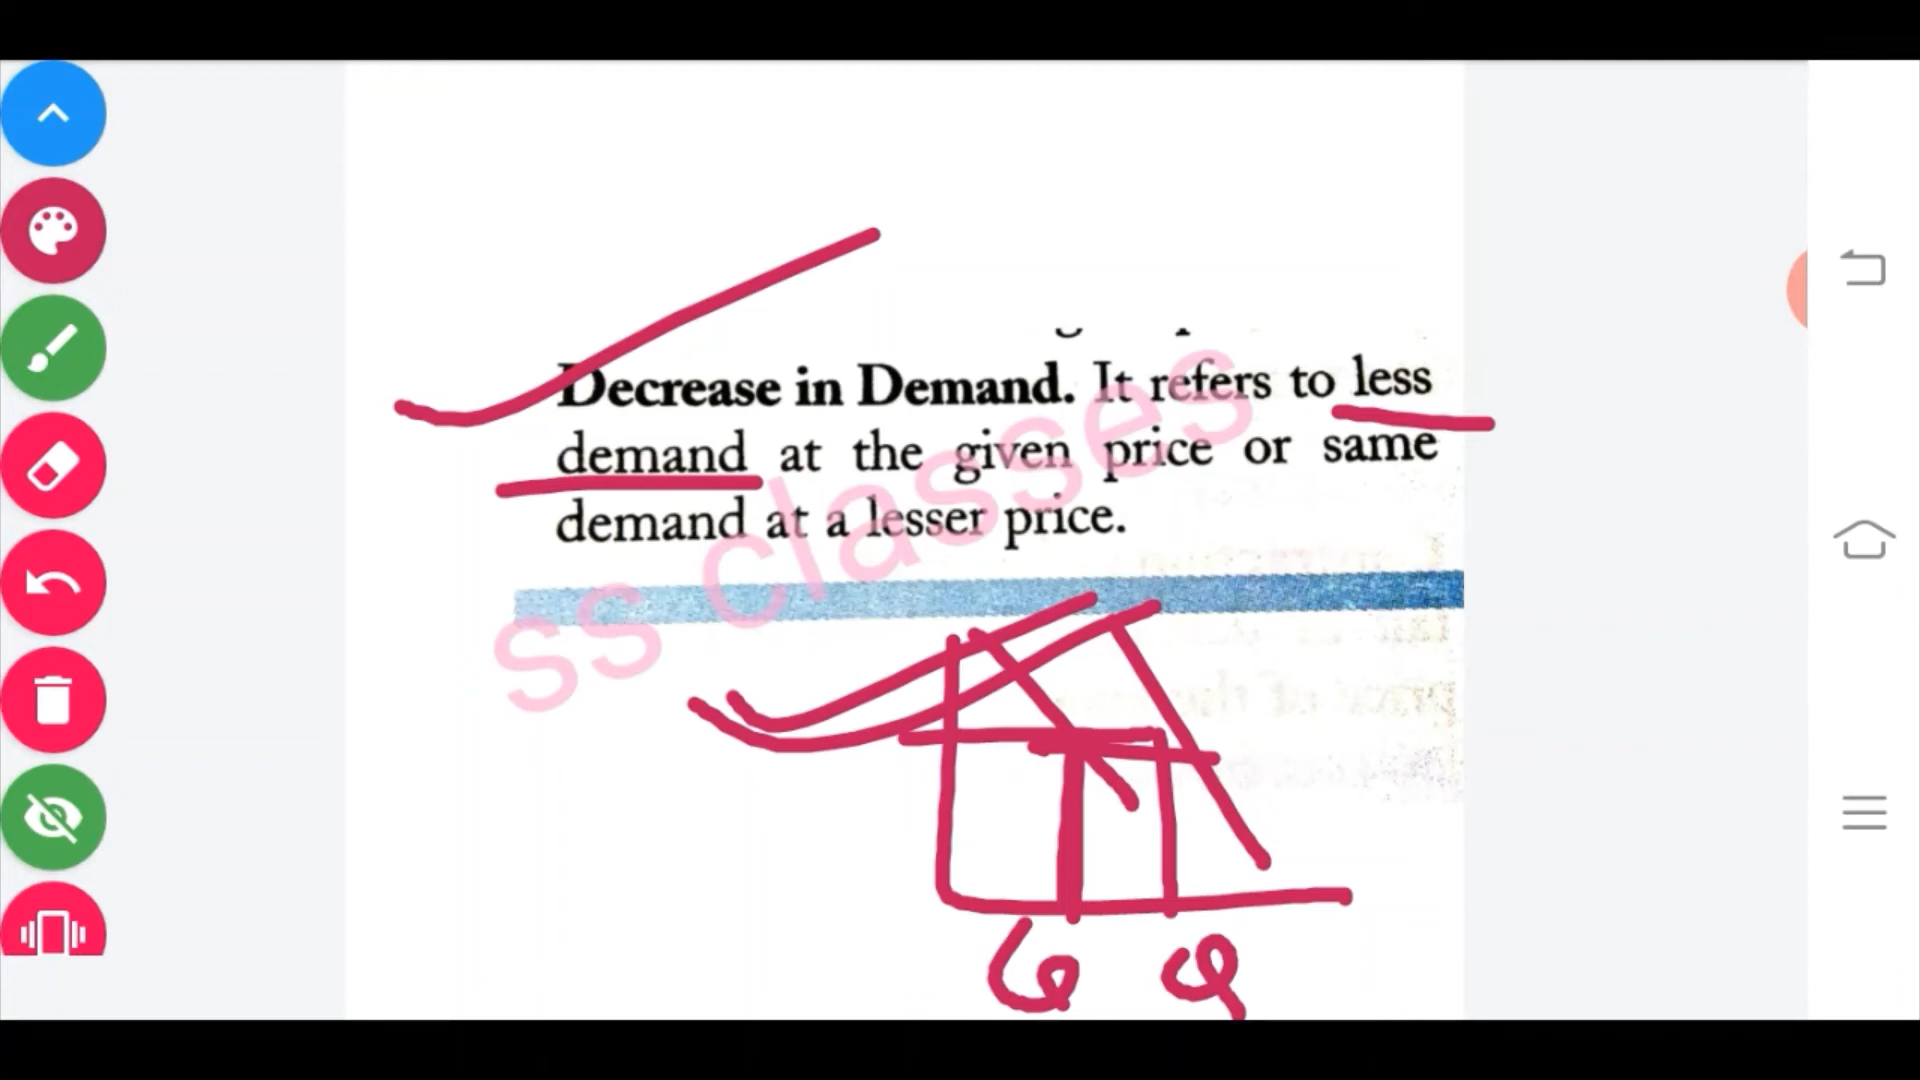 Decrease in Demand. It refers to less
demand at the given price or same
demand at a lesser price.
ss classes